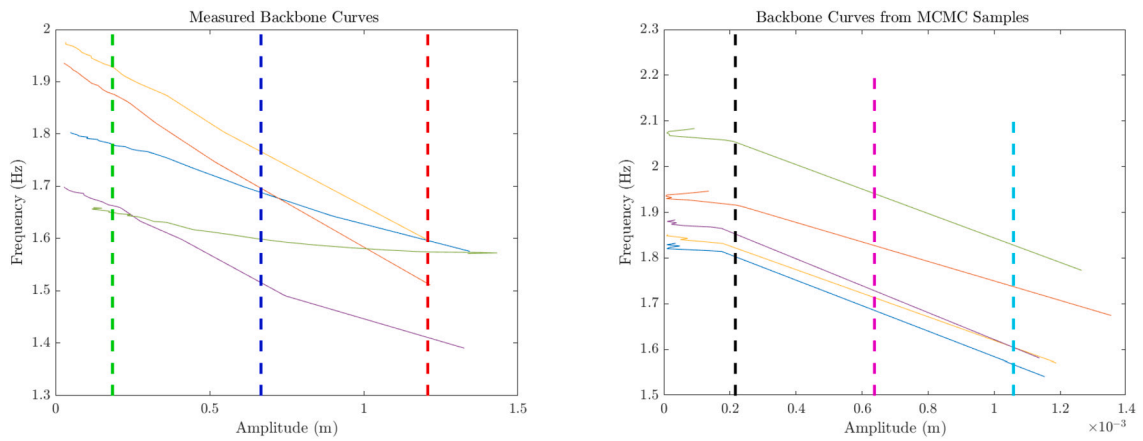 Measured Backbone Curves
2
1.9
1.8
1.7
1.6
1.5
1.4
1.3
Frequency (Hz)
0 0.5 1 1.5
Amplitude (m)
Backbone Curves from MCMC Samples
2.3
2.2
2.1
2
1.9
1.8
1.7
1.6
1.5
Frequency (Hz)
0 0.2 0.4 0.6 0.8 1 1.2 1.4
Amplitude (m) ×10⁻³